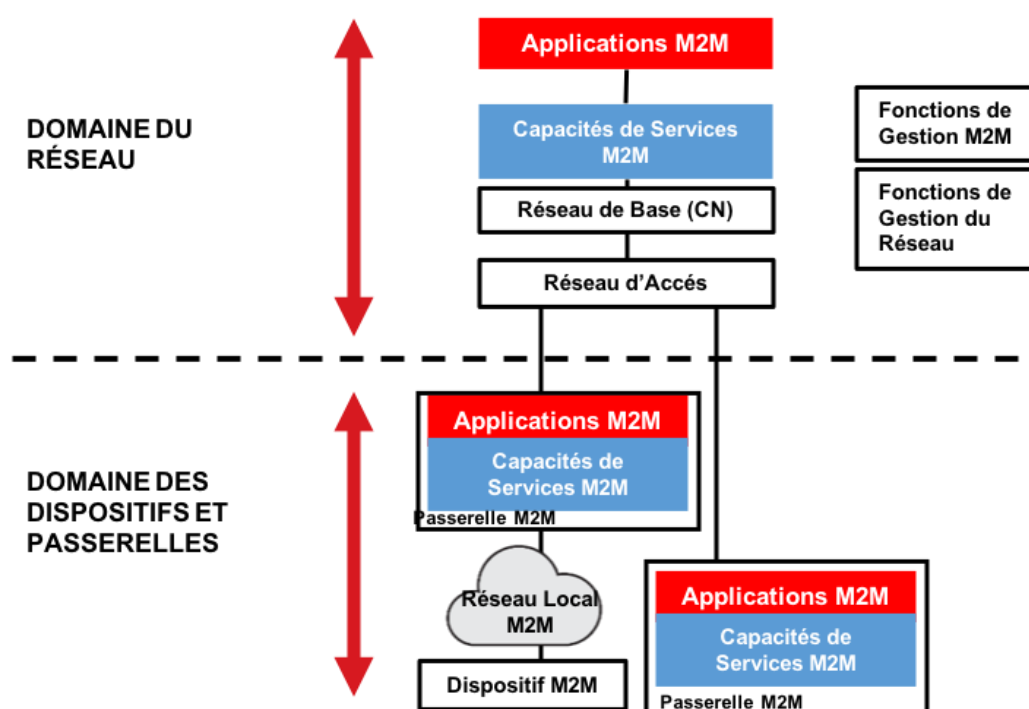 Applications M2M
DOMAINE DU
RÉSEAU
Capacités de Services
M2M
Fonctions de
Gestion M2M
Réseau de Base (CN)
Fonctions de
Gestion du
Réseau
Réseau d'Accés
DOMAINE DES
DISPOSITIFS ET
PASSERELLES
Applications M2M
Capacités de
Services M2M
Passerelle M2M
Réseau Local
M2M
Dispositif M2M
Applications M2M
Capacités de
Services M2M
Passerelle M2M